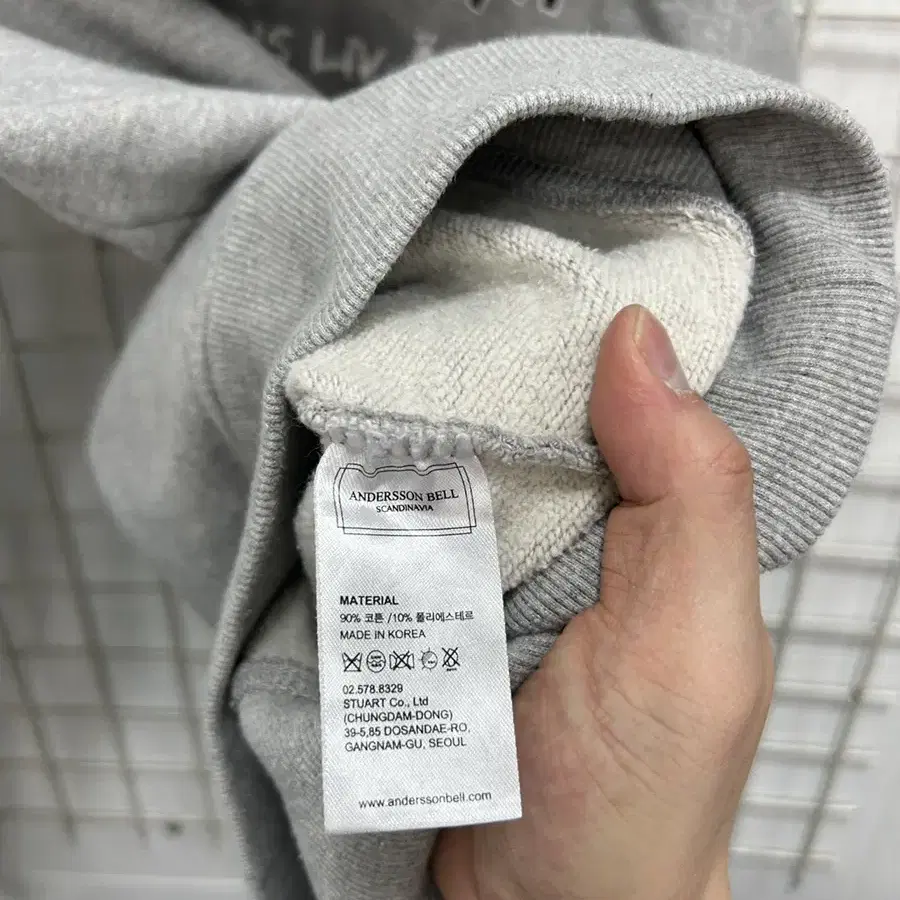 LIV
ANDERSSON BELL
SCANDINAVIA
MATERIAL
90% 코튼 /10% 폴리에스테르
MADE IN KOREA
02.578.8329
STUART Co., Ltd
(CHUNGDAM-DONG)
39-5,85 DOSANDAE-RO,
GANGNAM-GU, SEOUL
www.anderssonbell.com